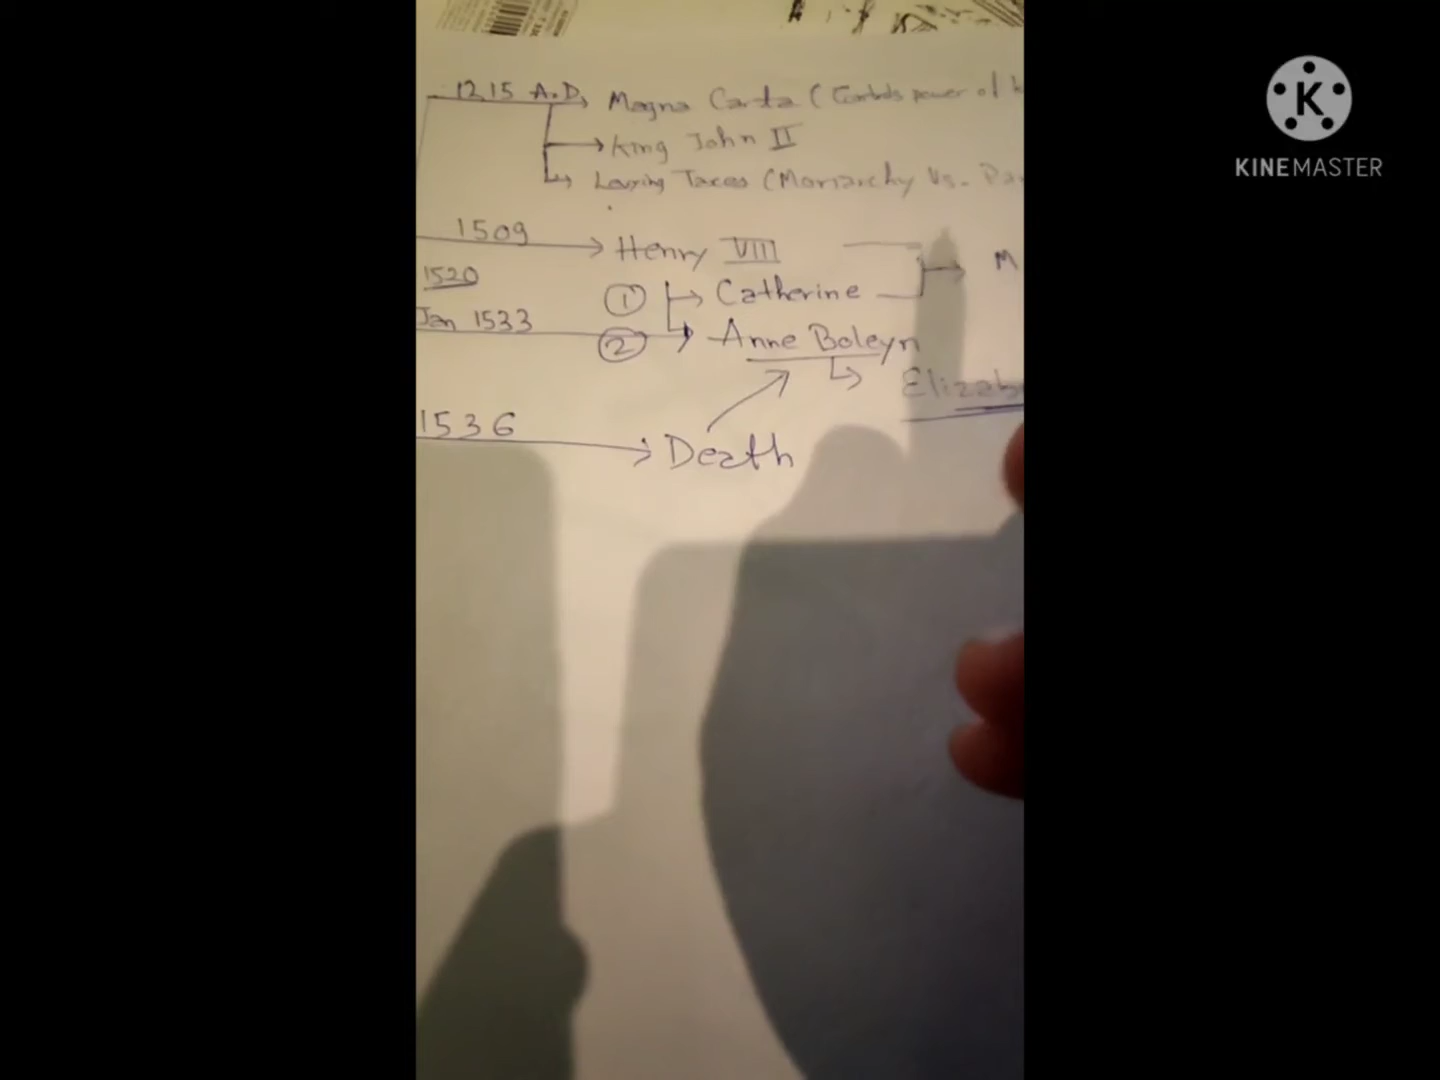 1215 A.D, Magna Carta ( Controls power of
King John II
Levying Taxes (Monarchy Vs.
1509 Henry VIII
M
1520
① Catherine
Jan 1533
② Anne Boleyn
1536 Death
K
KINEMASTER